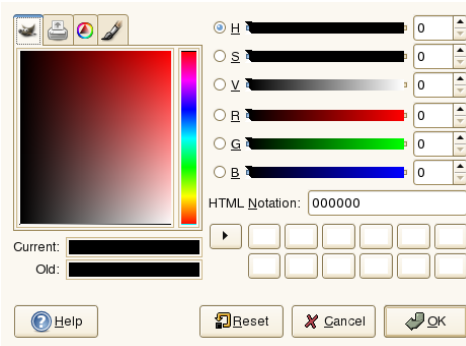 H 0
S 0
V 0
R 0
G 0
B 0
HTML Notation: 000000
Current:
Old:
Help Reset Cancel OK